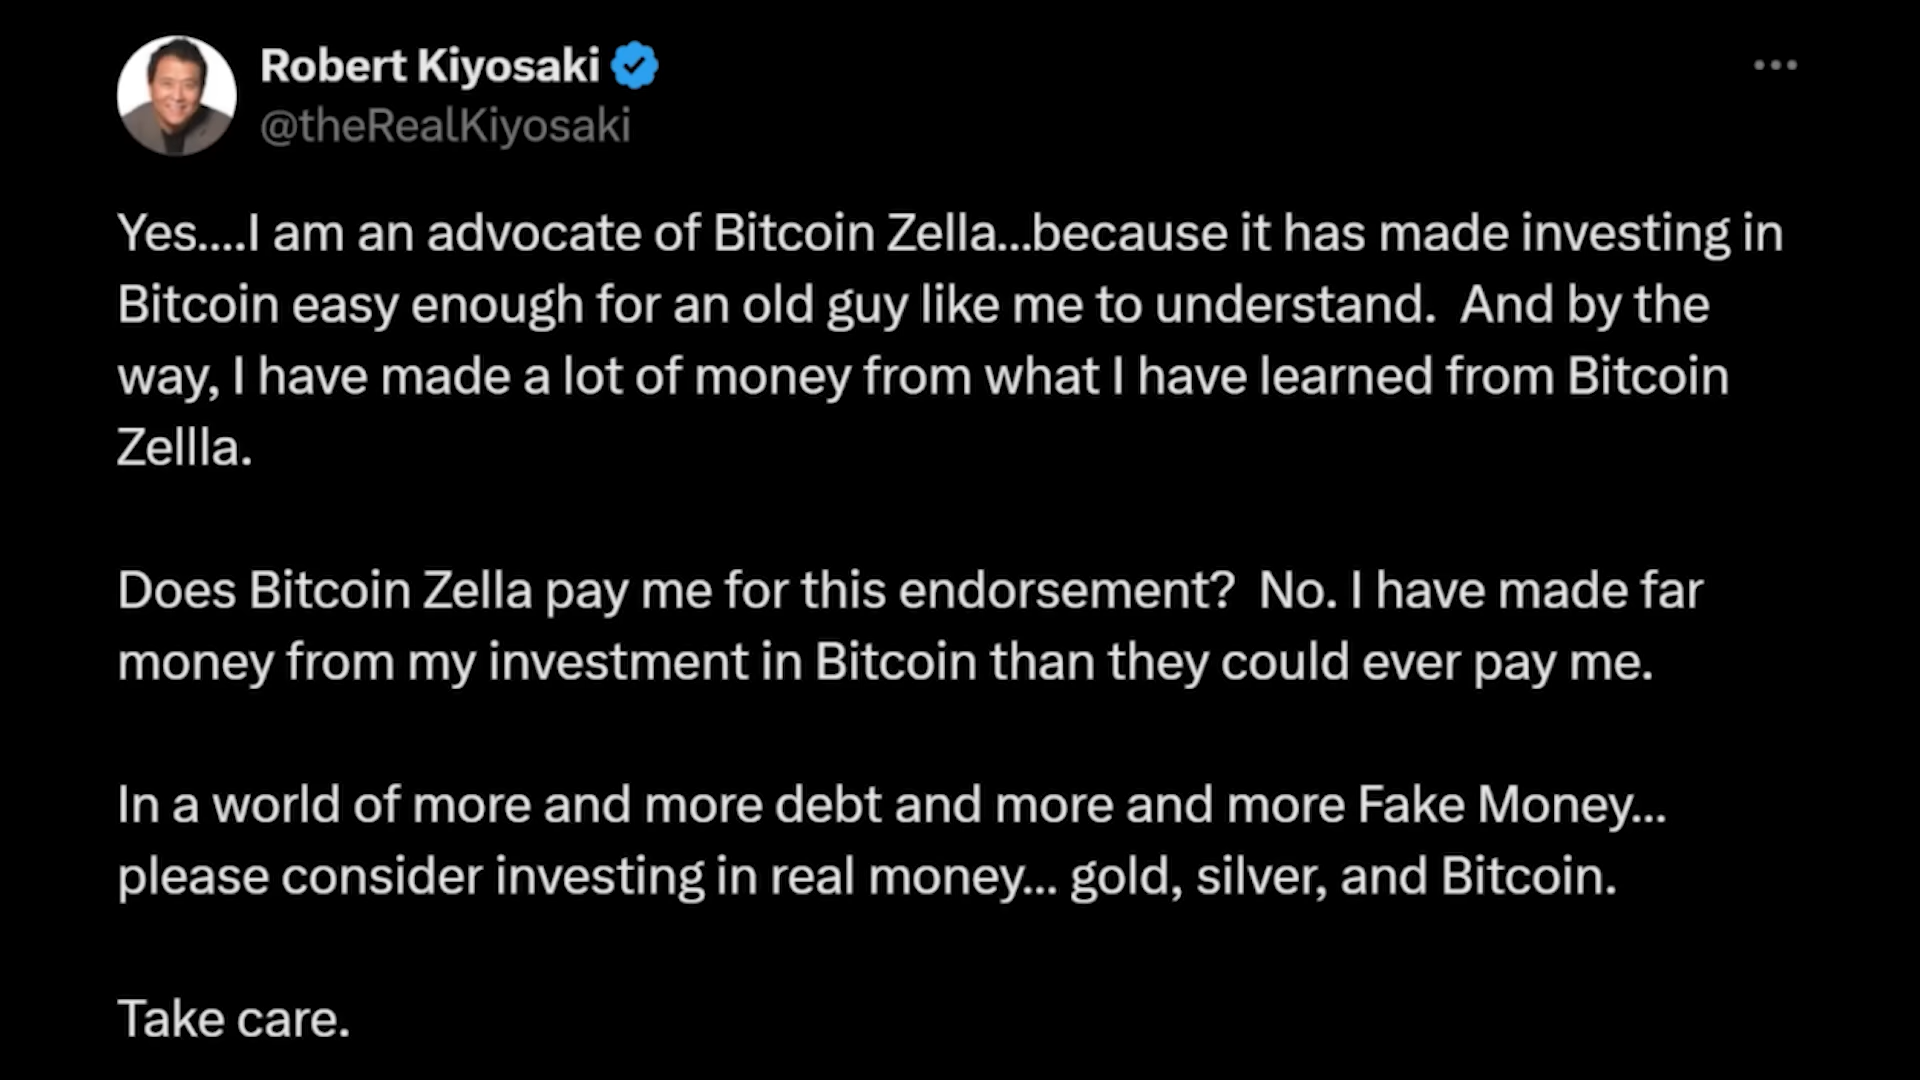 Robert Kiyosaki
@theRealKiyosaki
Yes....I am an advocate of Bitcoin Zella...because it has made investing in
Bitcoin easy enough for an old guy like me to understand.  And by the
way, I have made a lot of money from what I have learned from Bitcoin
Zellla.
Does Bitcoin Zella pay me for this endorsement?  No. I have made far
money from my investment in Bitcoin than they could ever pay me.
In a world of more and more debt and more and more Fake Money...
please consider investing in real money... gold, silver, and Bitcoin.
Take care.